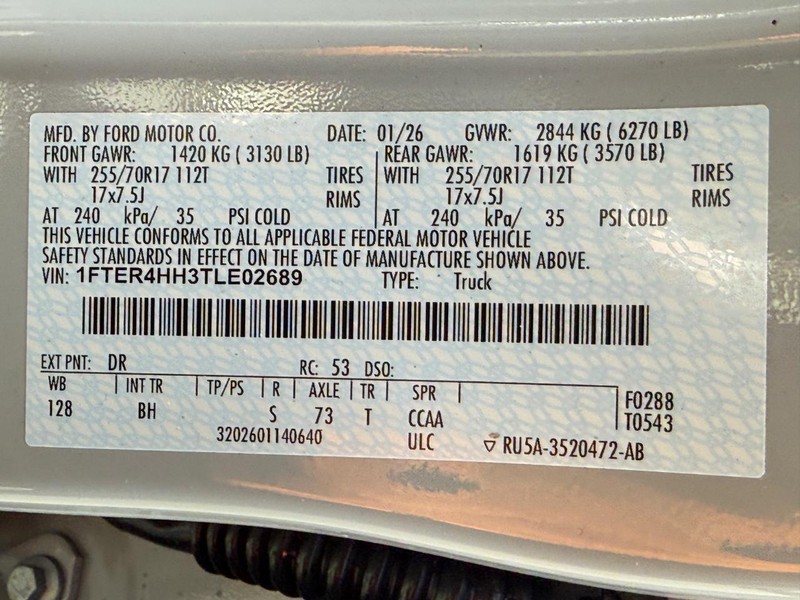 MFD. BY FORD MOTOR CO. DATE: 01/26 GVWR: 2844 KG ( 6270 LB)
FRONT GAWR: 1420 KG ( 3130 LB) REAR GAWR: 1619 KG ( 3570 LB)
WITH 255/70R17 112T TIRES WITH 255/70R17 112T TIRES
17x7.5J RIMS 17x7.5J RIMS
AT 240 kPa/ 35 PSI COLD AT 240 kPa/ 35 PSI COLD
THIS VEHICLE CONFORMS TO ALL APPLICABLE FEDERAL MOTOR VEHICLE
SAFETY STANDARDS IN EFFECT ON THE DATE OF MANUFACTURE SHOWN ABOVE.
VIN: 1FTER4HH3TLE02689 TYPE: Truck
EXT PNT: DR RC: 53 DSO:
WB INT TR TP/PS R AXLE TR SPR F0288
128 BH S 73 T CCAA T0543
3202601140640 ULC RU5A-3520472-AB